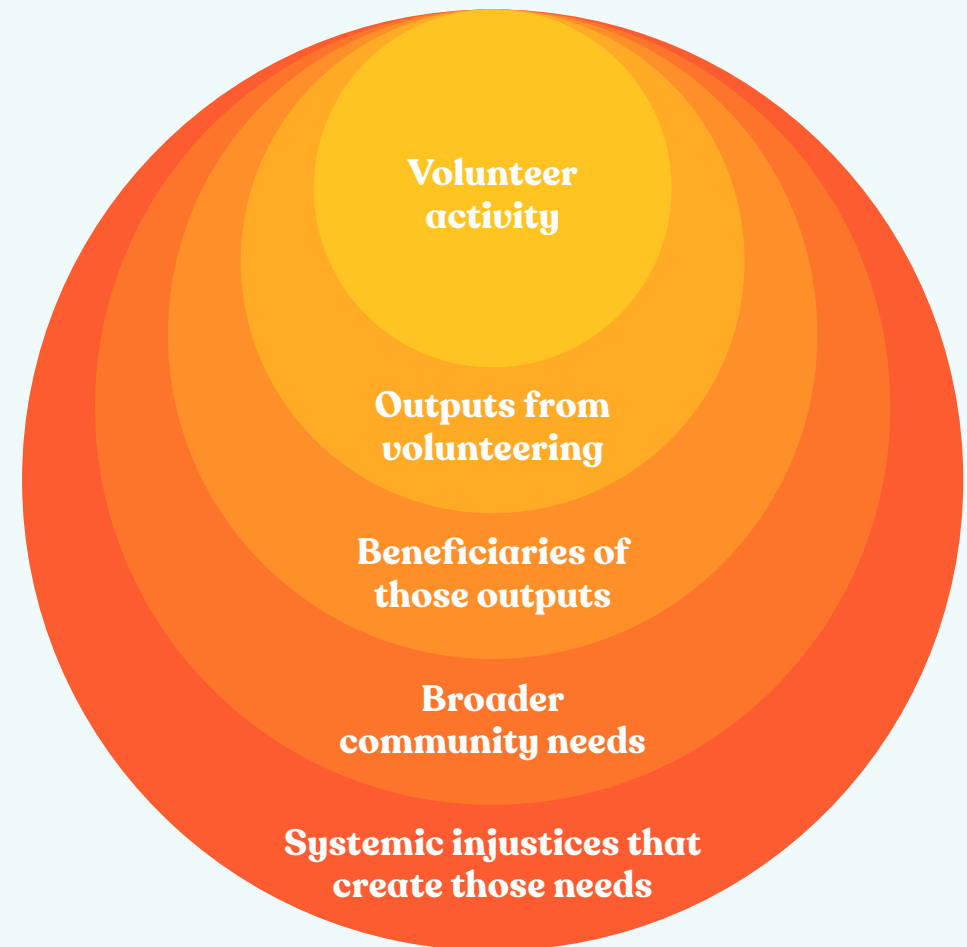 Volunteer
activity
Outputs from
volunteering
Beneficiaries of
those outputs
Broader
community needs
Systemic injustices that
create those needs